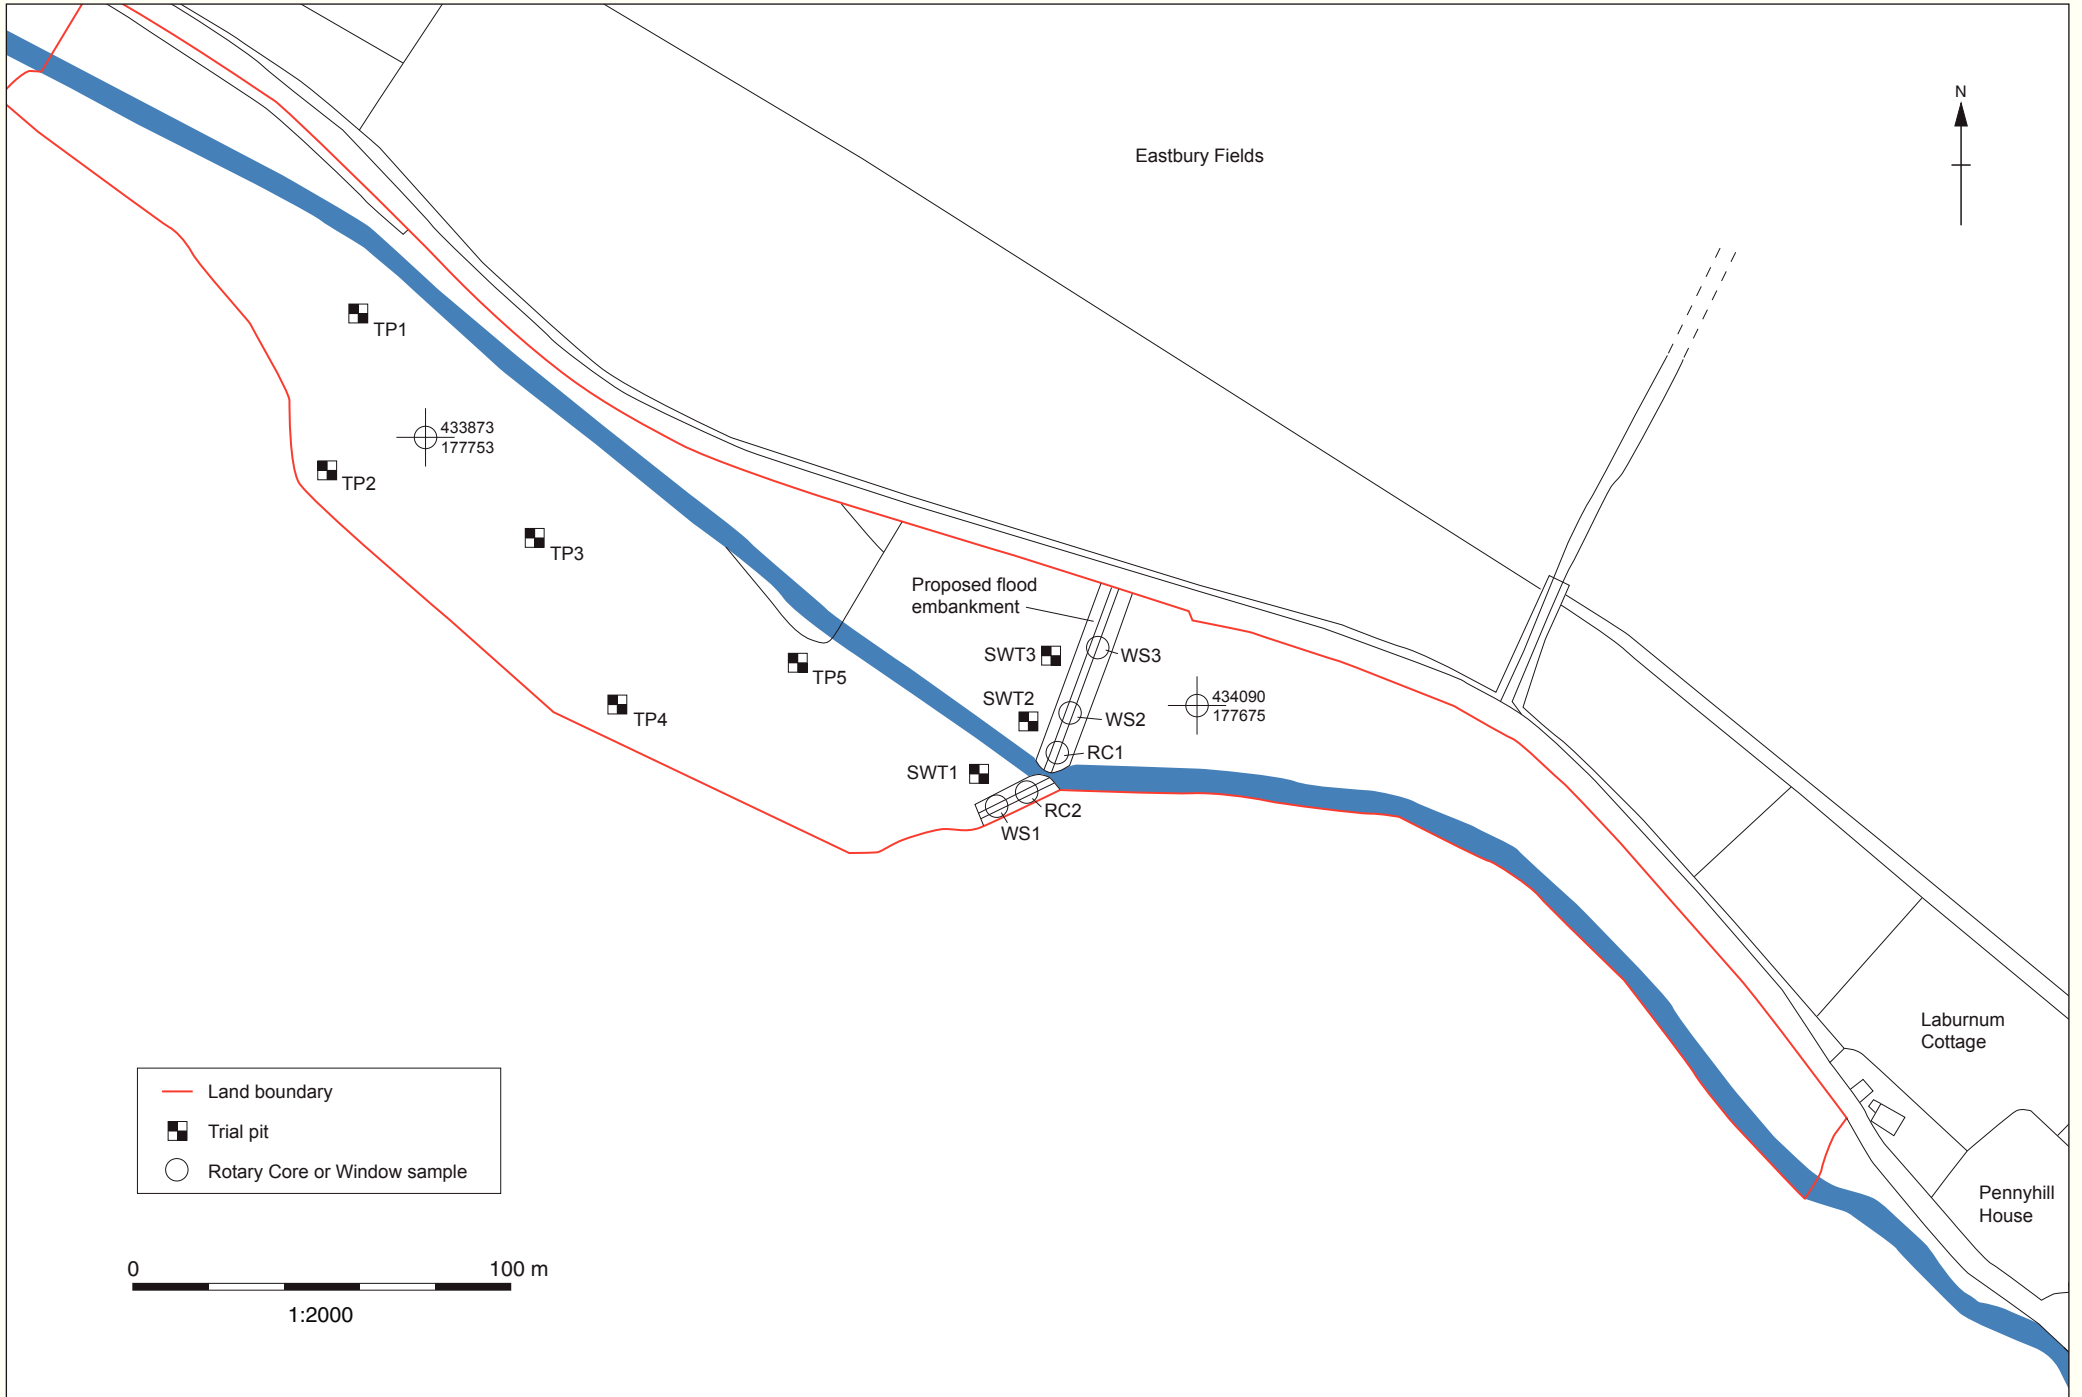 N
Eastbury Fields
TP1
433873
177753
TP2
TP3
Proposed flood
embankment
SWT3
WS3
TP5
SWT2
434090
177675
TP4
WS2
RC1
SWT1
RC2
WS1
Laburnum
Cottage
Land boundary
Trial pit
Rotary Core or Window sample
Pennyhill
House
0 100 m
1:2000